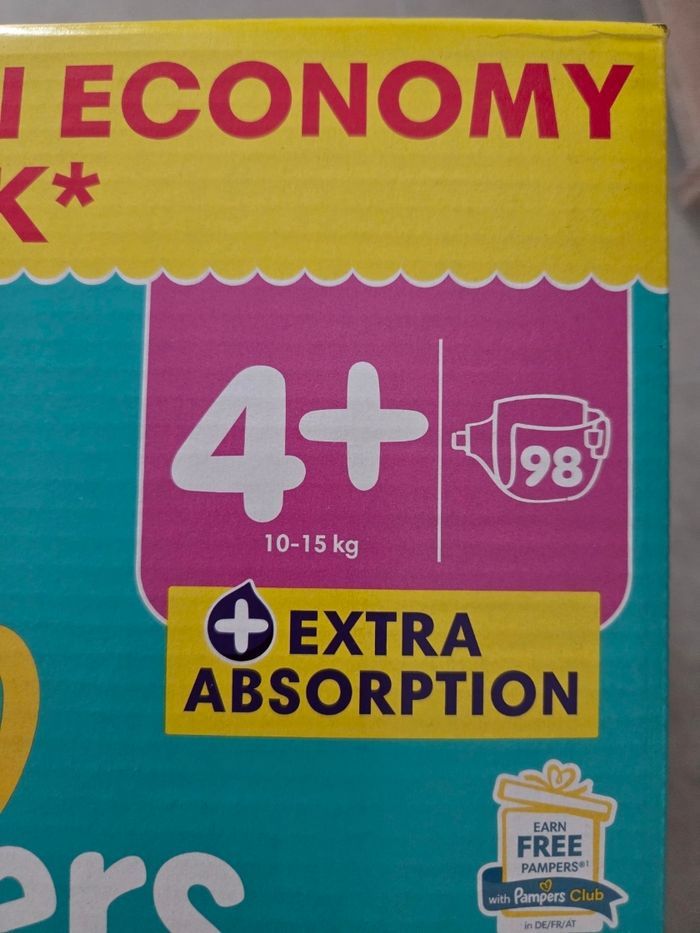 I ECONOMY
K*
4+
98
10-15 kg
+ EXTRA
ABSORPTION
EARN
FREE
PAMPERS®¹
with Pampers Club
in DE/FR/AT
ers